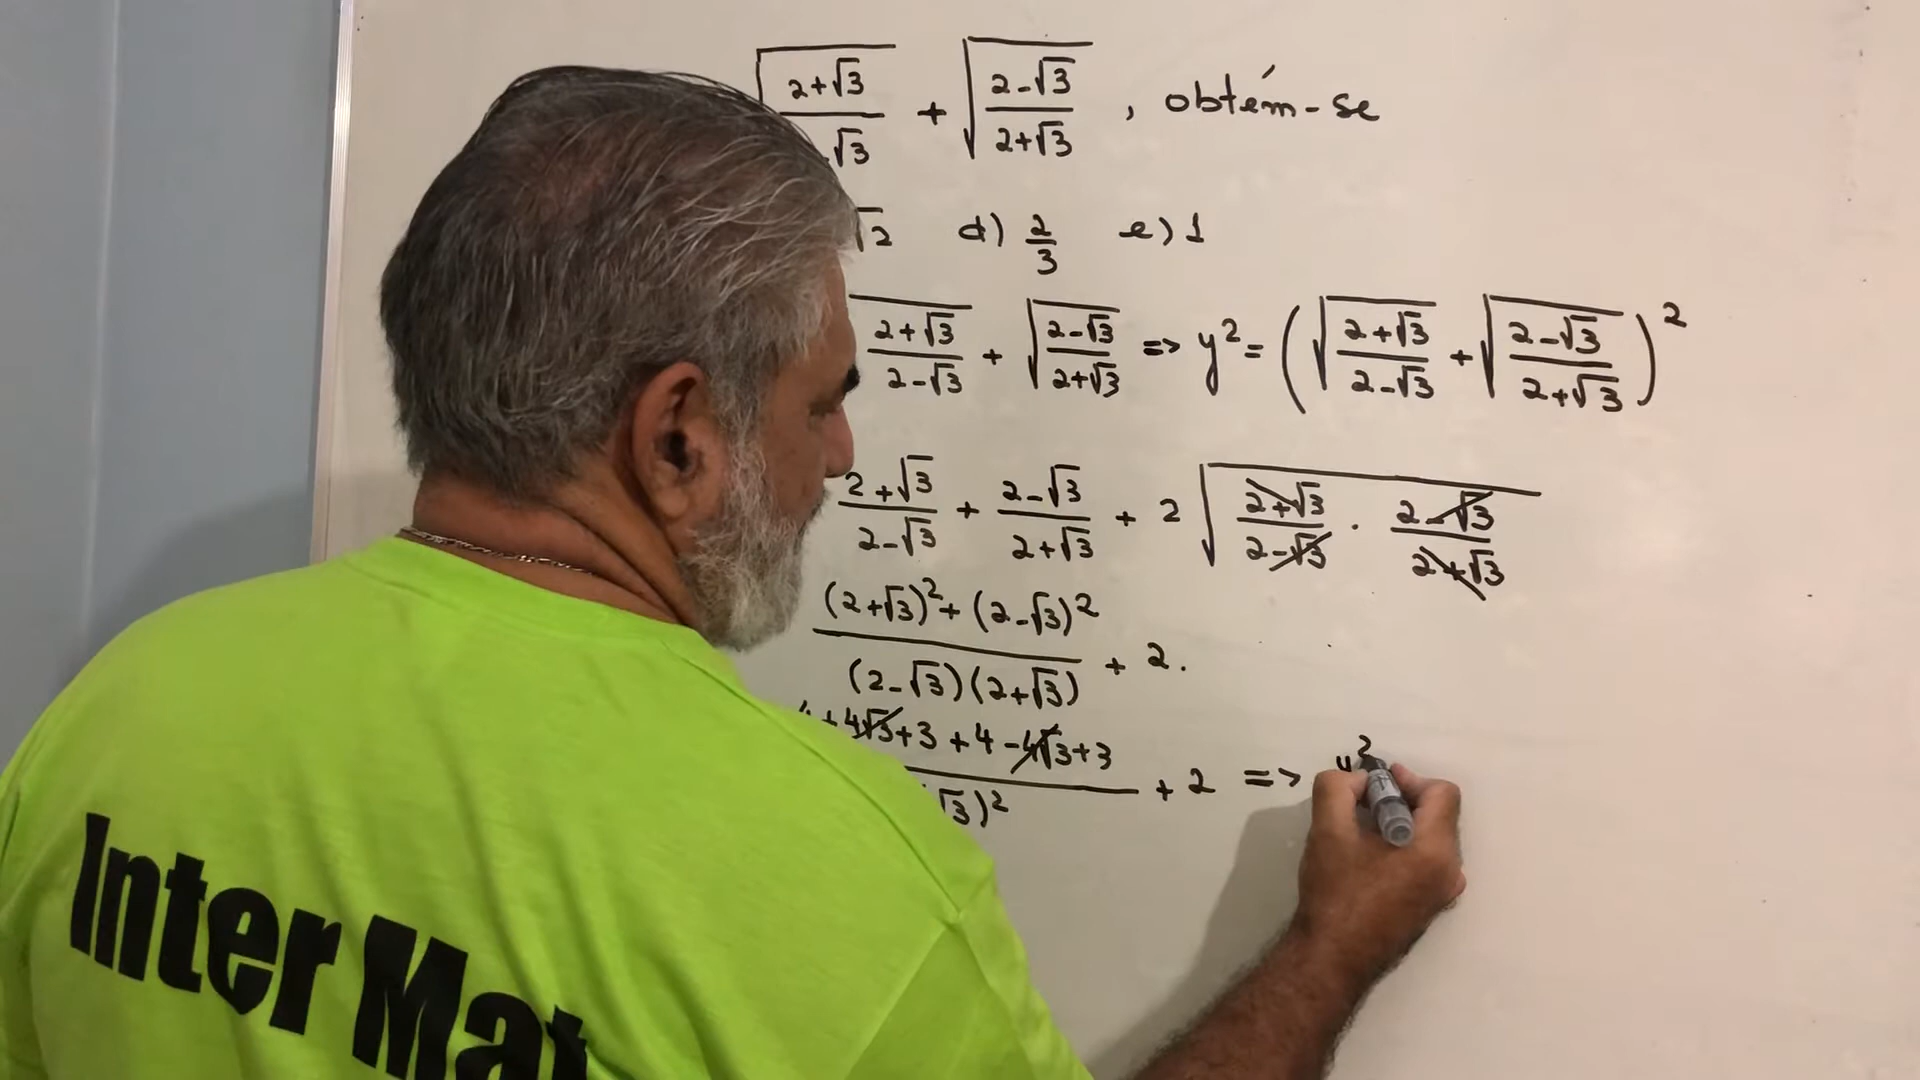 √(2+√3)/√3 + √(2-√3)/(2+√3) , obtém-se
√2 d) 2/3 e) 1
√(2+√3)/(2-√3) + √(2-√3)/(2+√3) => y² = (√(2+√3)/(2-√3) + √(2-√3)/(2+√3))²
(2+√3)/(2-√3) + (2-√3)/(2+√3) + 2√(2+√3)/(2-√3) · (2-√3)/(2+√3)
((2+√3)² + (2-√3)²)/((2-√3)(2+√3)) + 2.
(+4√3+3+4-4√3+3)/(√3)² + 2 => y²
Inter Mat